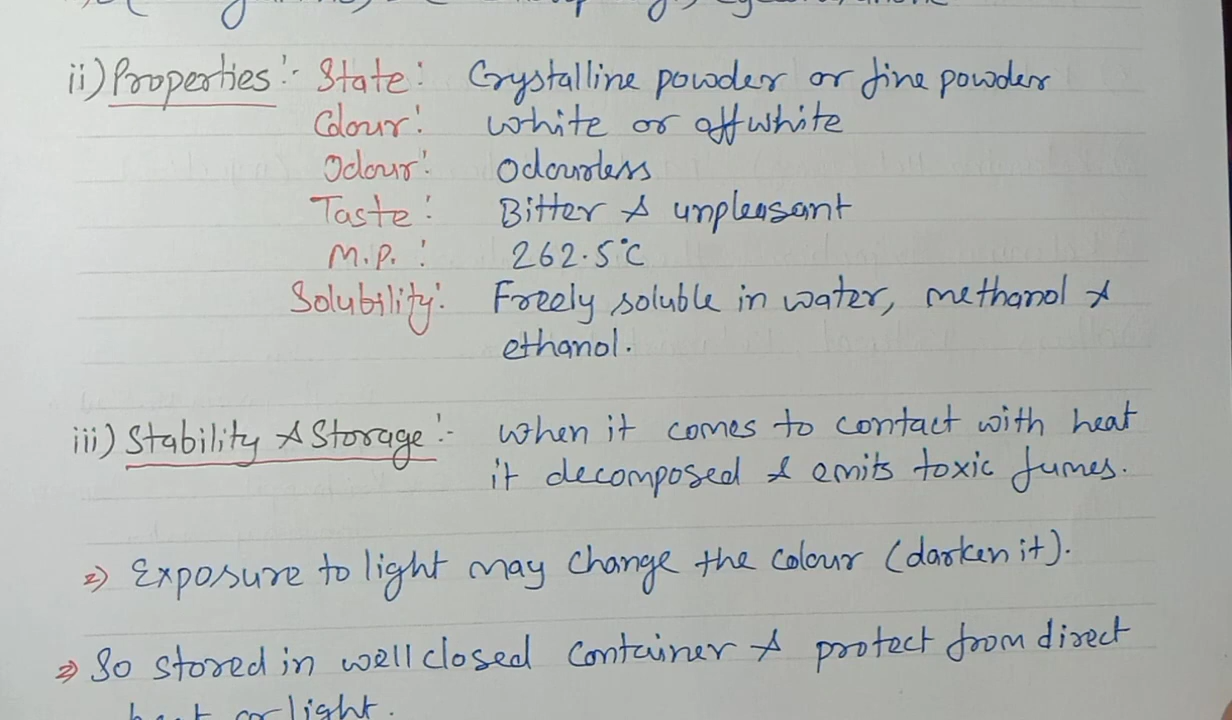 ii) Properties :- State : Crystalline powder or fine powder
Colour : White or offwhite
Odour : Odourless
Taste : Bitter & unpleasant
M.P. : 262.5°C
Solubility : Freely soluble in water, methanol &
ethanol.
iii) Stability & Storage :- When it comes to contact with heat
it decomposed & emits toxic fumes.
⇒ Exposure to light may change the colour (darken it).
⇒ So stored in well closed container & protect from direct
heat or light.